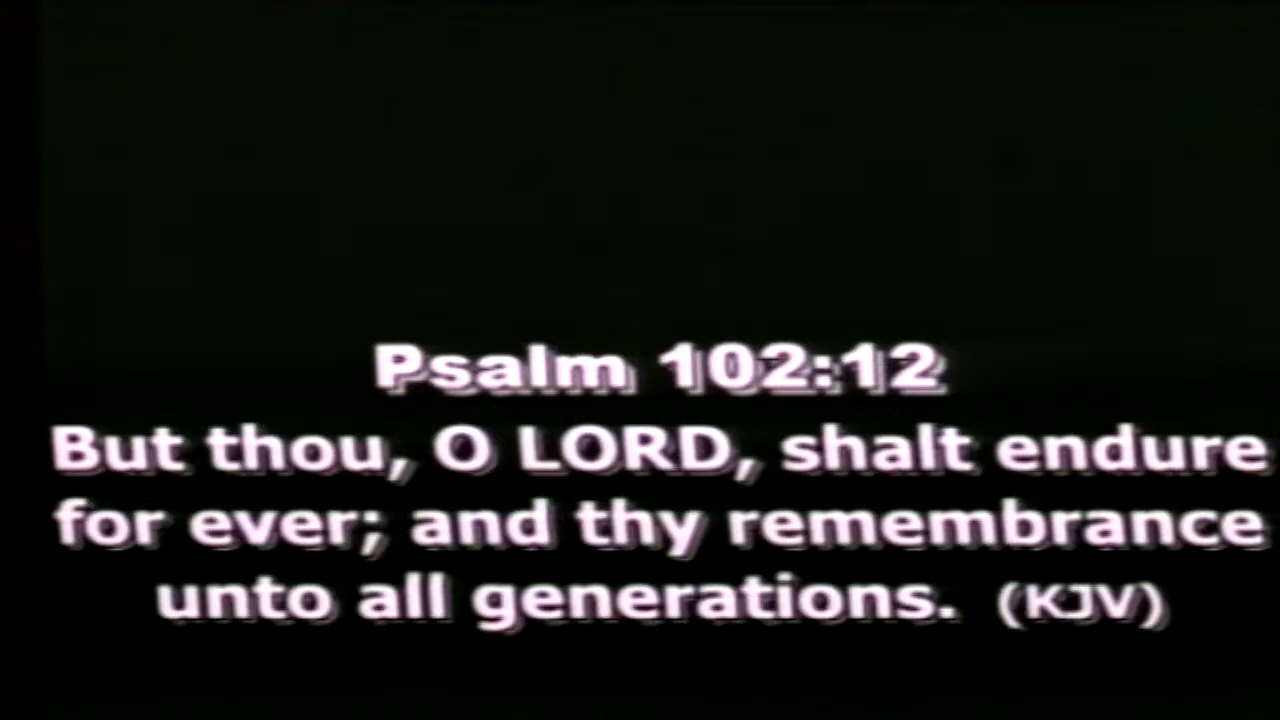 Psalm 102:12
But thou, O LORD, shalt endure
for ever; and thy remembrance
unto all generations. (KJV)